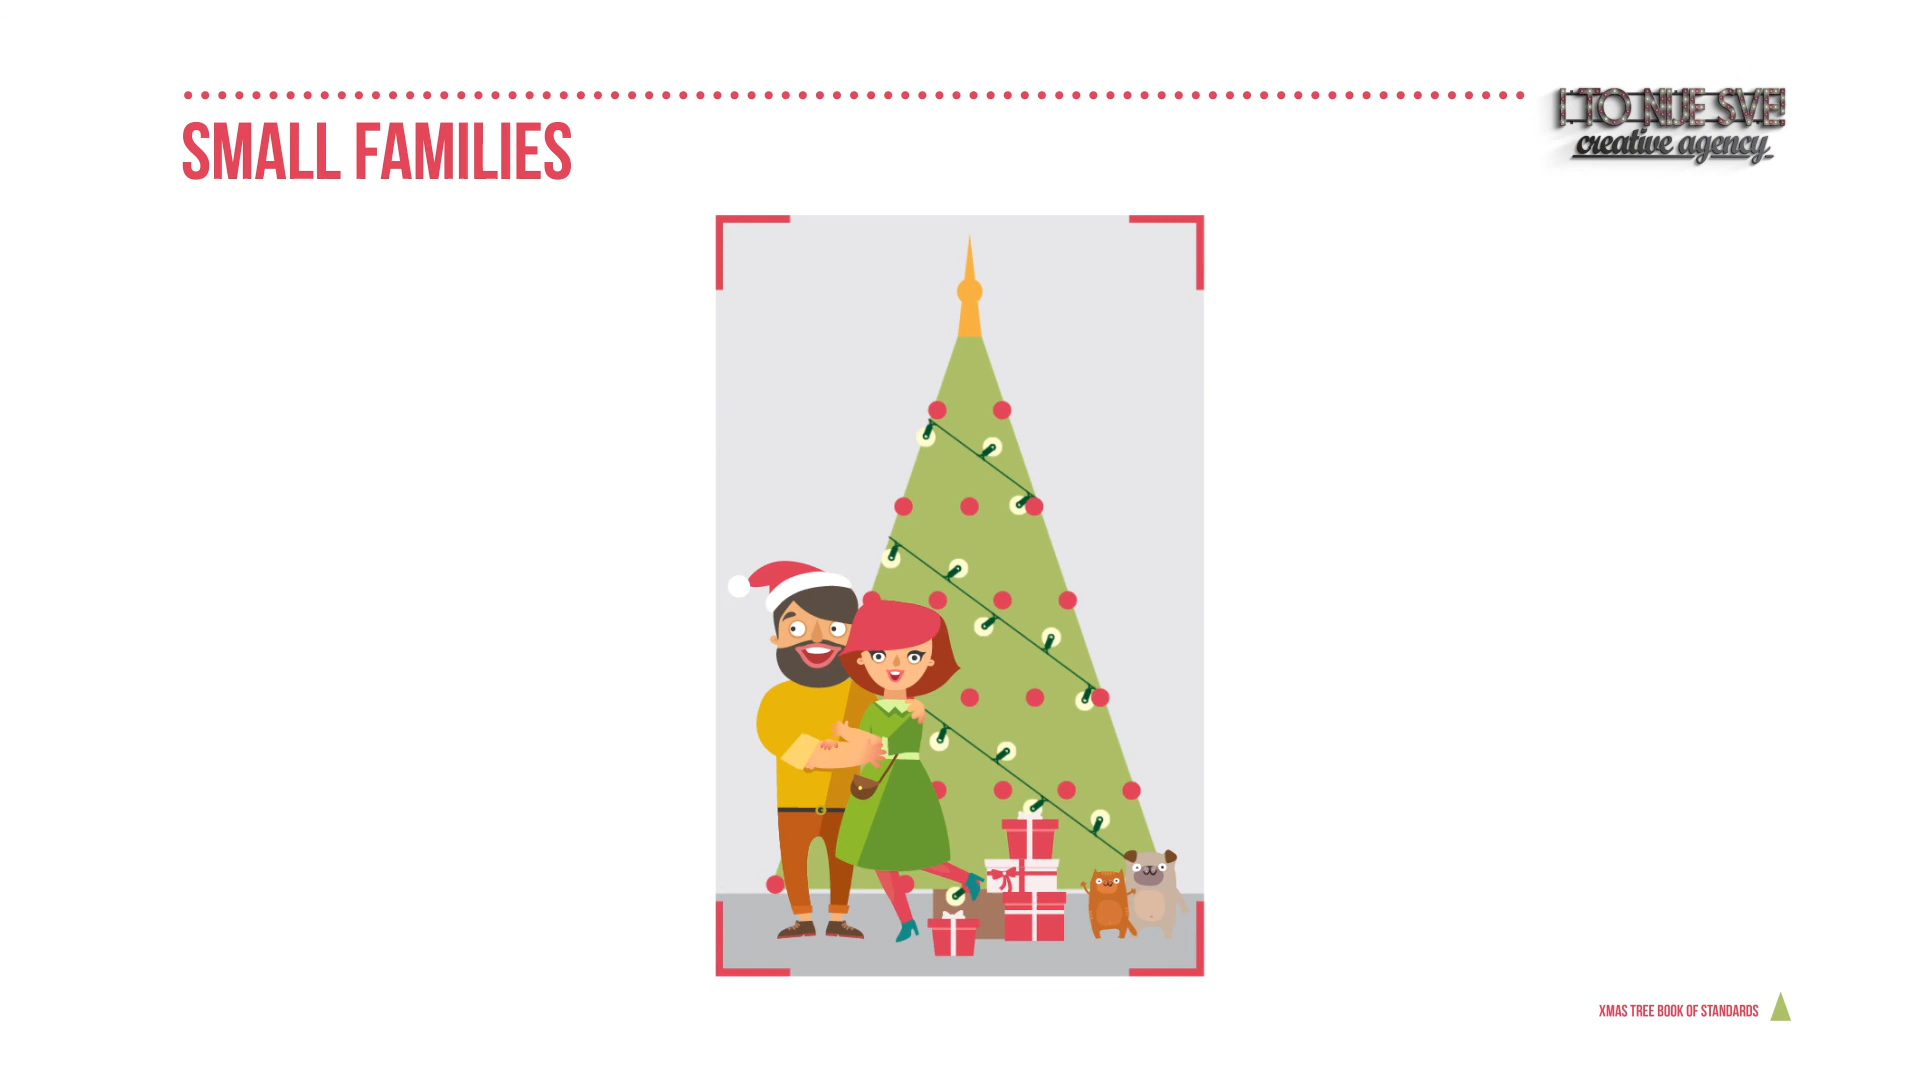 SMALL FAMILIES
I TO NIJE SVE!
creative agency
XMAS TREE BOOK OF STANDARDS